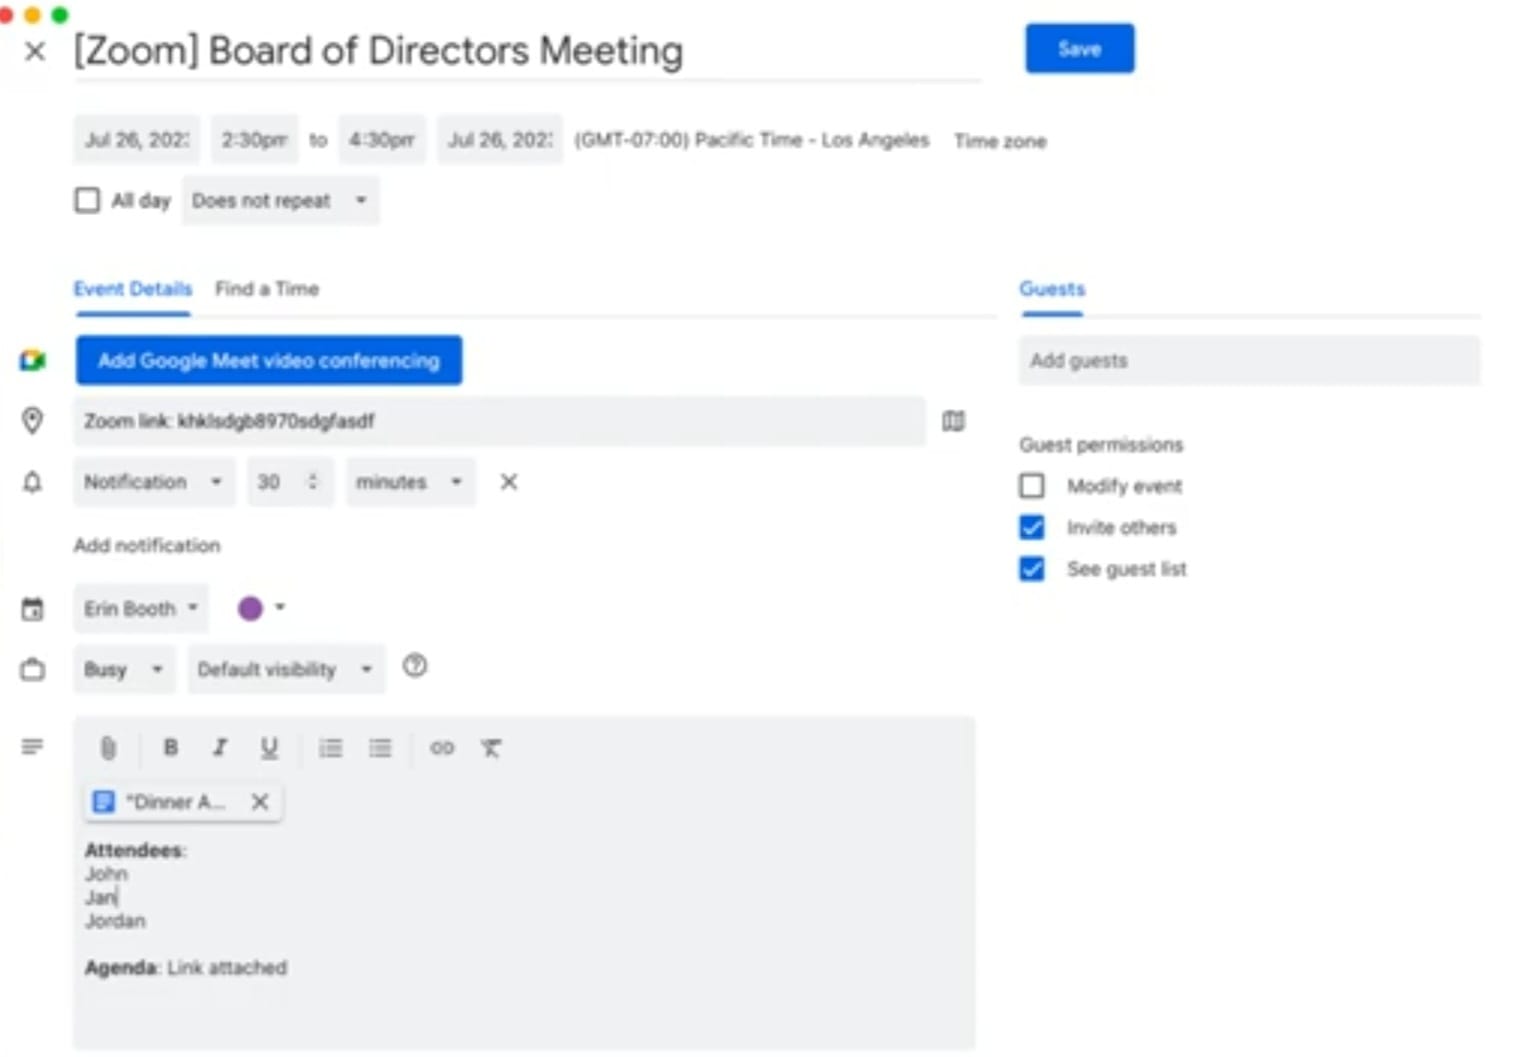 [Zoom] Board of Directors Meeting
Save
Jul 26, 202 2:30pm to 4:30pm Jul 26, 202 (GMT-07:00) Pacific Time - Los Angeles Time zone
All day Does not repeat
Event Details Find a Time
Guests
Add Google Meet video conferencing
Add guests
Zoom link: khklsdgb8970sdgfasdf
Notification 30 minutes
Guest permissions
Modify event
Invite others
See guest list
Add notification
Erin Booth
Busy Default visibility
B I U
"Dinner A...
Attendees:
John
Jan
Jordan
Agenda: Link attached